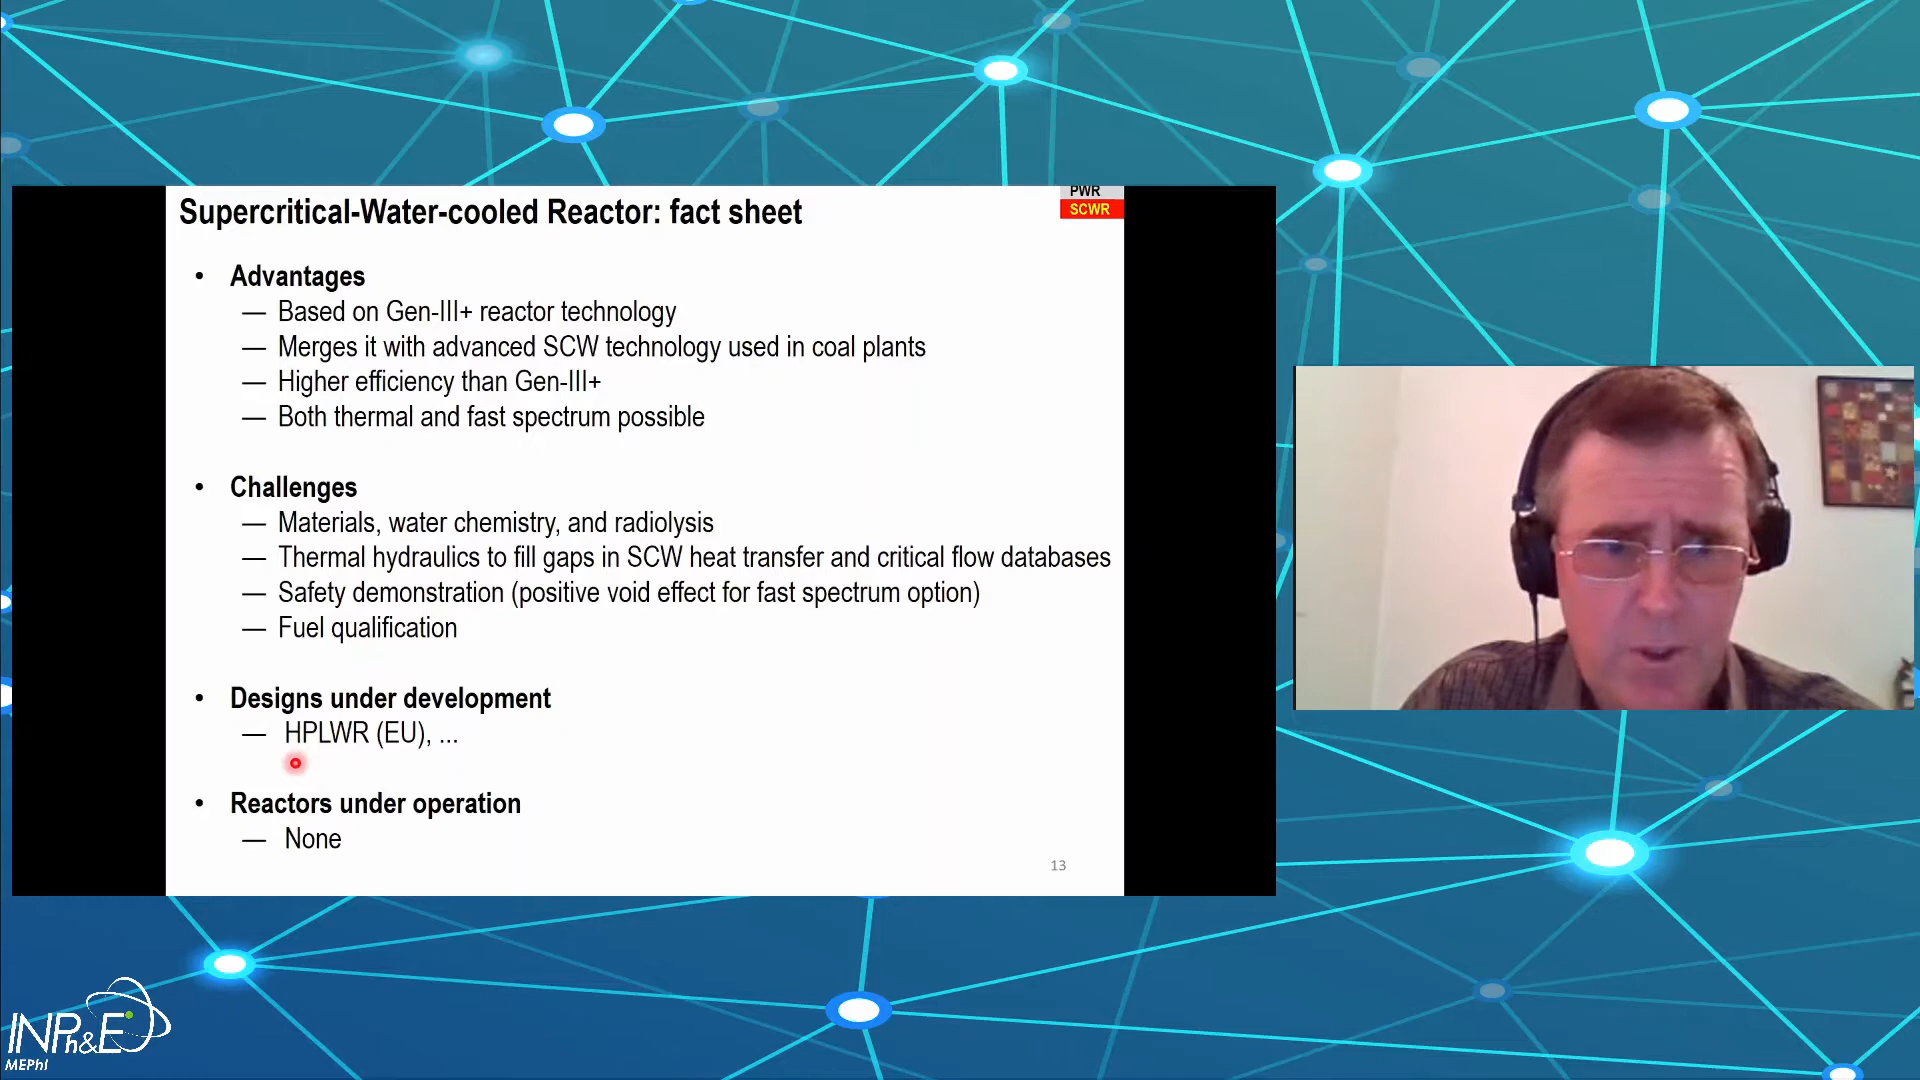 PWR
SCWR
Supercritical-Water-cooled Reactor: fact sheet
• Advantages
— Based on Gen-III+ reactor technology
— Merges it with advanced SCW technology used in coal plants
— Higher efficiency than Gen-III+
— Both thermal and fast spectrum possible
• Challenges
— Materials, water chemistry, and radiolysis
— Thermal hydraulics to fill gaps in SCW heat transfer and critical flow databases
— Safety demonstration (positive void effect for fast spectrum option)
— Fuel qualification
• Designs under development
— HPLWR (EU), ...
• Reactors under operation
— None
13
INPh&E
MEPhI